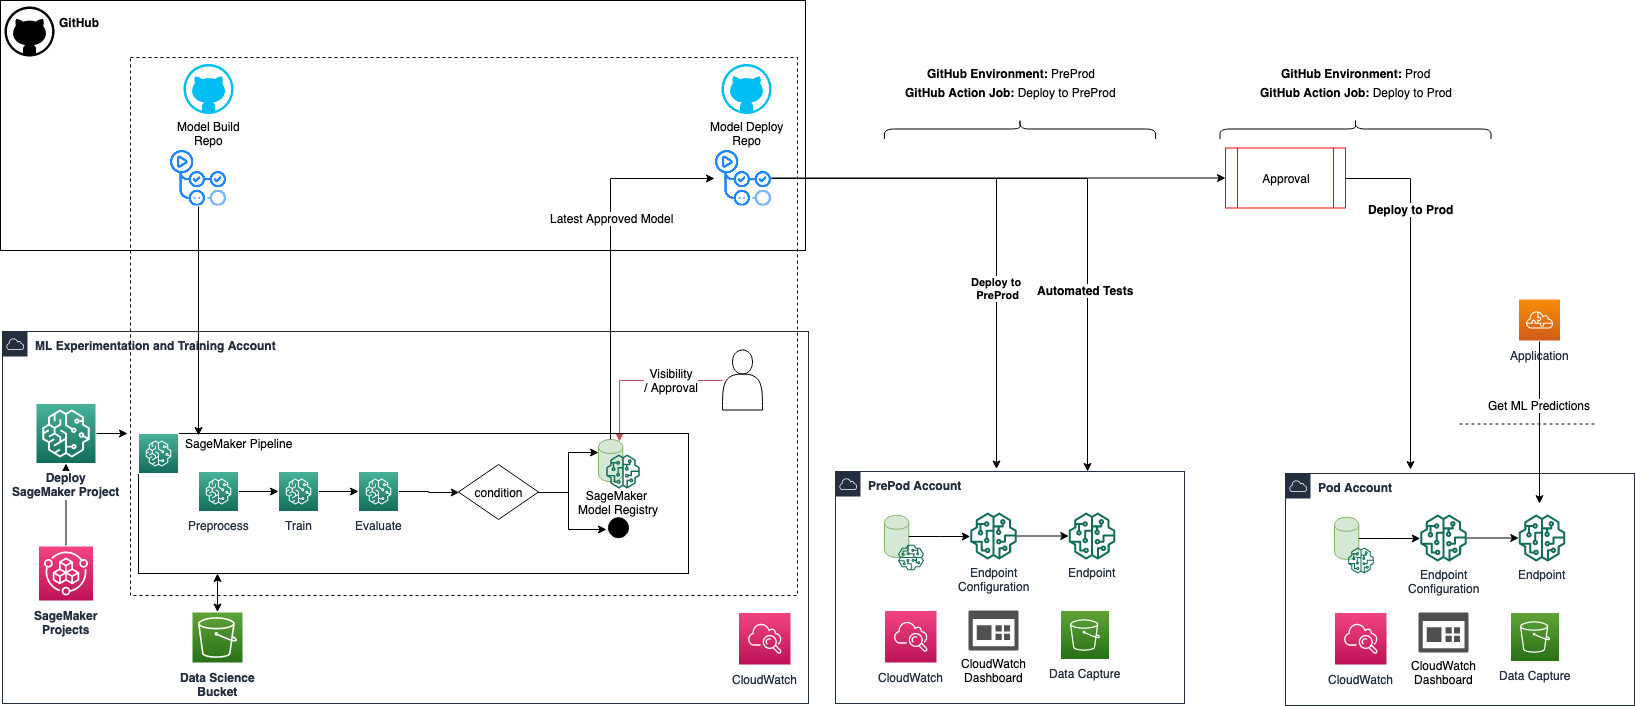 GitHub
Model Build
Repo
Model Deploy
Repo
Latest Approved Model
GitHub Environment: PreProd
GitHub Action Job: Deploy to PreProd
GitHub Environment: Prod
GitHub Action Job: Deploy to Prod
Approval
Deploy to Prod
Deploy to
PreProd
Automated Tests
Application
Get ML Predictions
ML Experimentation and Training Account
Visibility
/ Approval
Deploy
SageMaker Project
SageMaker
Projects
SageMaker Pipeline
Preprocess
Train
Evaluate
condition
SageMaker
Model Registry
Data Science
Bucket
CloudWatch
PrePod Account
Endpoint
Configuration
Endpoint
CloudWatch
CloudWatch
Dashboard
Data Capture
Pod Account
Endpoint
Configuration
Endpoint
CloudWatch
CloudWatch
Dashboard
Data Capture